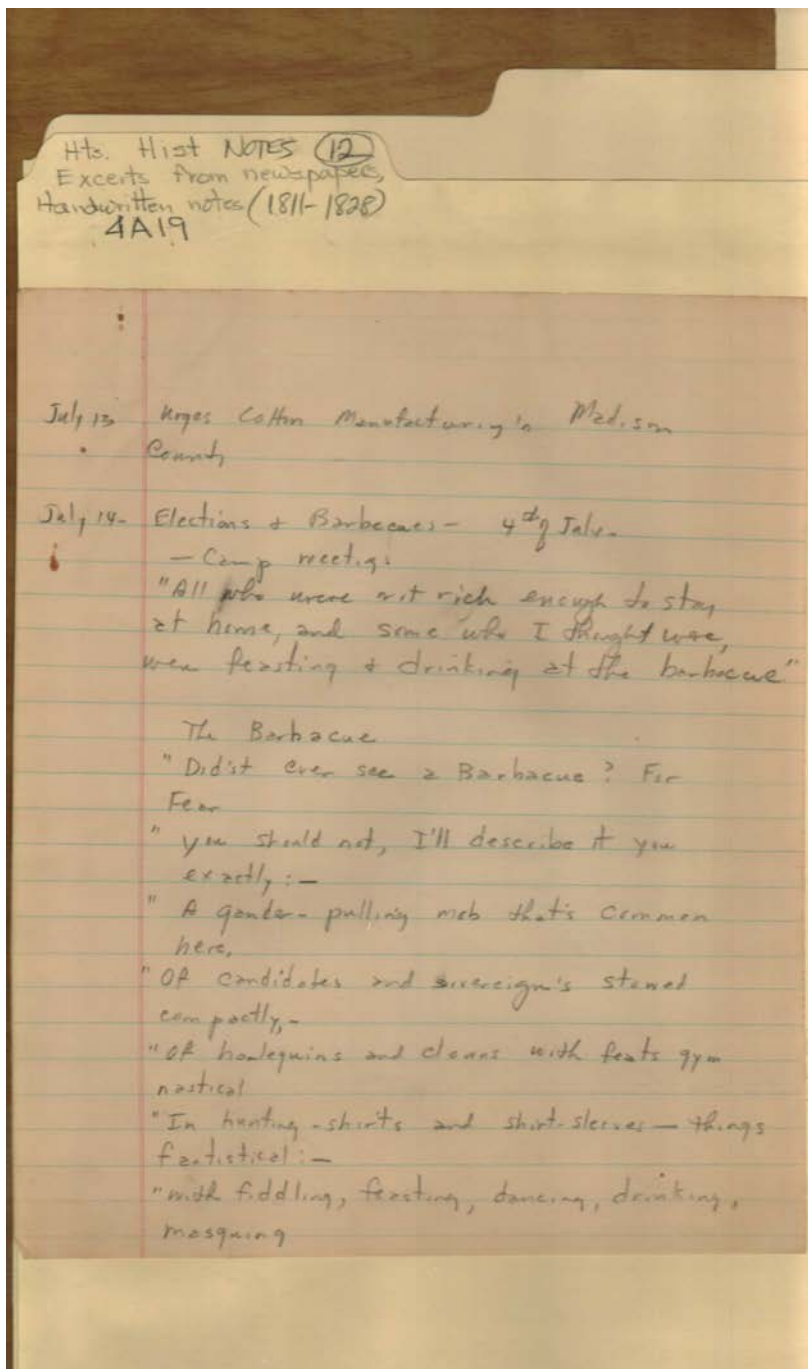 Hts. Hist NOTES (12)
Excerts from newspapers,
Handwritten notes (1811-1828)
4A19
July 13 Urges Cotton Manufacturing in Madison
County
July 14- Elections & Barbecues - 4th of July-
- Camp meetings
"All who were not rich enough to stay
at home, and some who I thought were,
were feasting & drinking at the barbecue"
The Barbacue
"Did'st ever see a Barbacue? For
Fear
"you should not, I'll describe it you
exactly:-
"A gander-pulling mob that's common
here,
"Of candidates and sovereign's stowed
compactly,-
"Of harlequins and clowns with feats gym
nastical
"In hunting-shirts and shirt-sleeves - things
fantistical:-
"with fiddling, feasting, dancing, drinking,
masquing